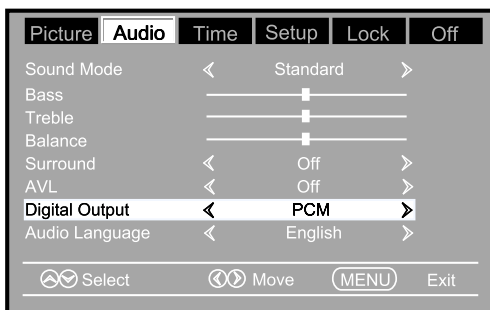 Picture Audio Time Setup Lock Off
Sound Mode Standard
Bass
Treble
Balance
Surround Off
AVL Off
Digital Output PCM
Audio Language English
Select Move MENU Exit